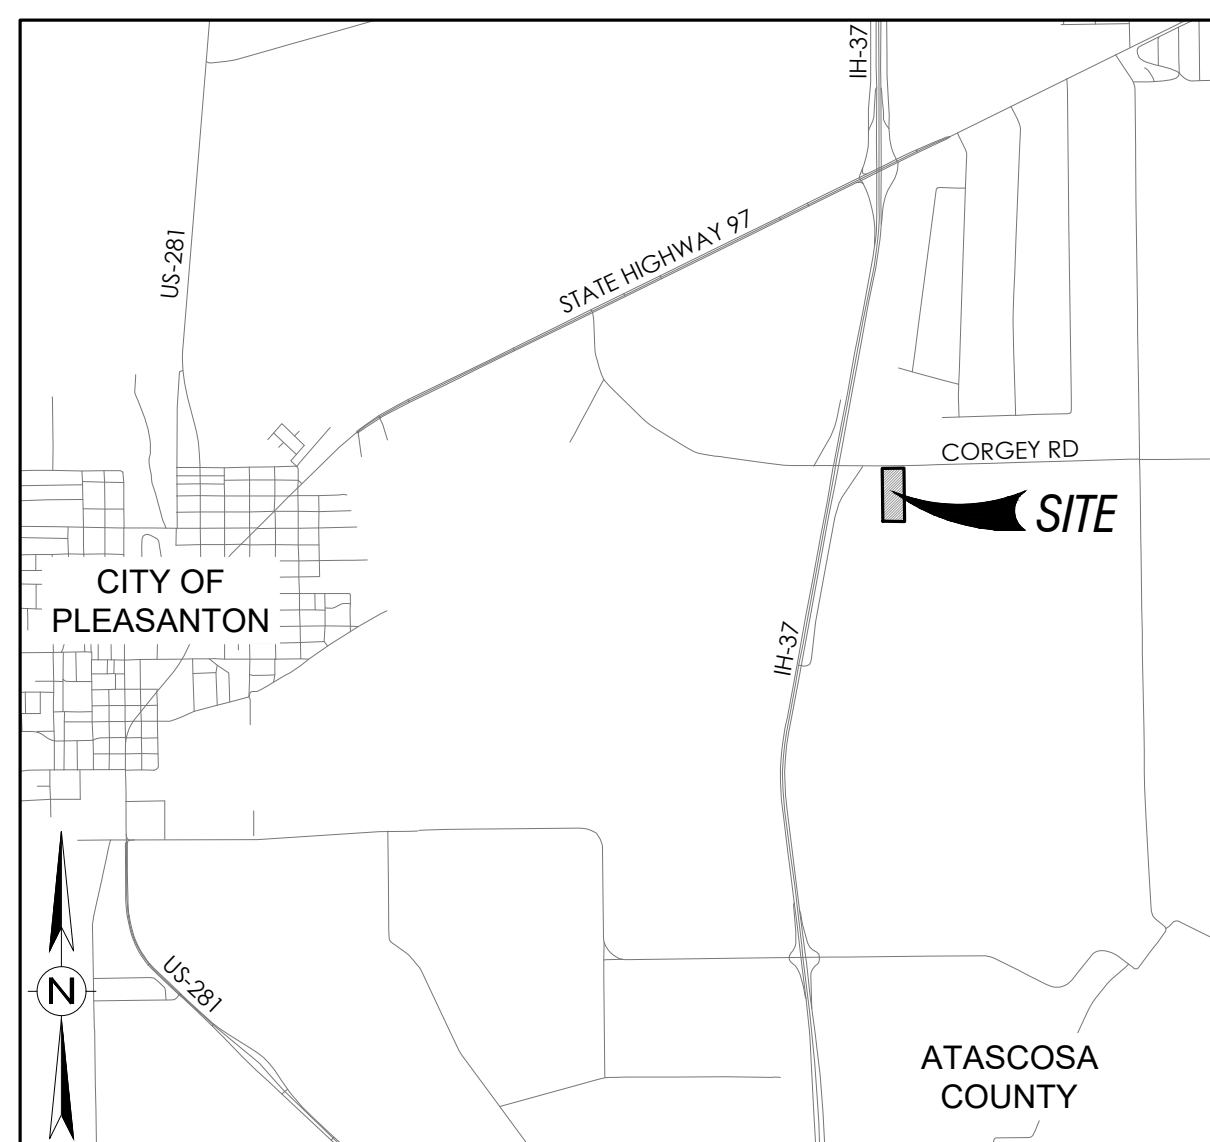 IH-37
US-281
STATE HIGHWAY 97
CORGEY RD
SITE
CITY OF
PLEASANTON
IH-37
US-281
N
ATASCOSA
COUNTY